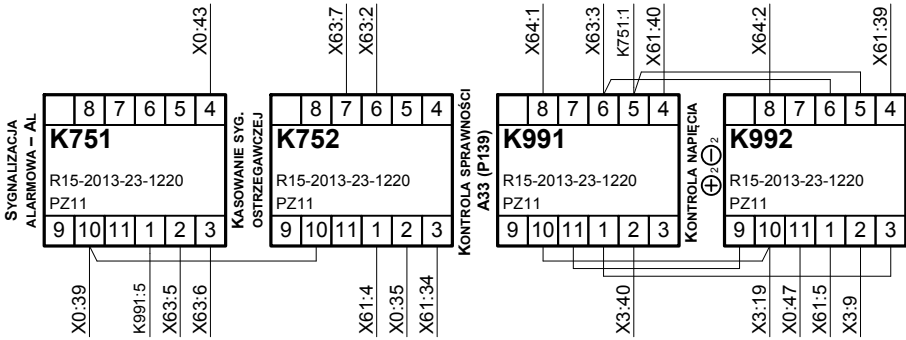 X0:43
X63:7
X63:2
X64:1
X63:3
K751:1
X61:40
X64:2
X61:39
SYGNALIZACJA
ALARMOWA – AL
8 7 6 5 4
K751
R15-2013-23-1220
PZ11
9 10 11 1 2 3
KASOWANIE SYG.
OSTRZEGAWCZEJ
8 7 6 5 4
K752
R15-2013-23-1220
PZ11
9 10 11 1 2 3
KONTROLA SPRAWNOŚCI
A33 (P139)
8 7 6 5 4
K991
R15-2013-23-1220
PZ11
9 10 11 1 2 3
KONTROLA NAPIĘCIA
⊕2⊖2
8 7 6 5 4
K992
R15-2013-23-1220
PZ11
9 10 11 1 2 3
X0:39
K991:5
X63:5
X63:6
X61:4
X0:35
X61:34
X3:40
X3:19
X0:47
X61:5
X3:9